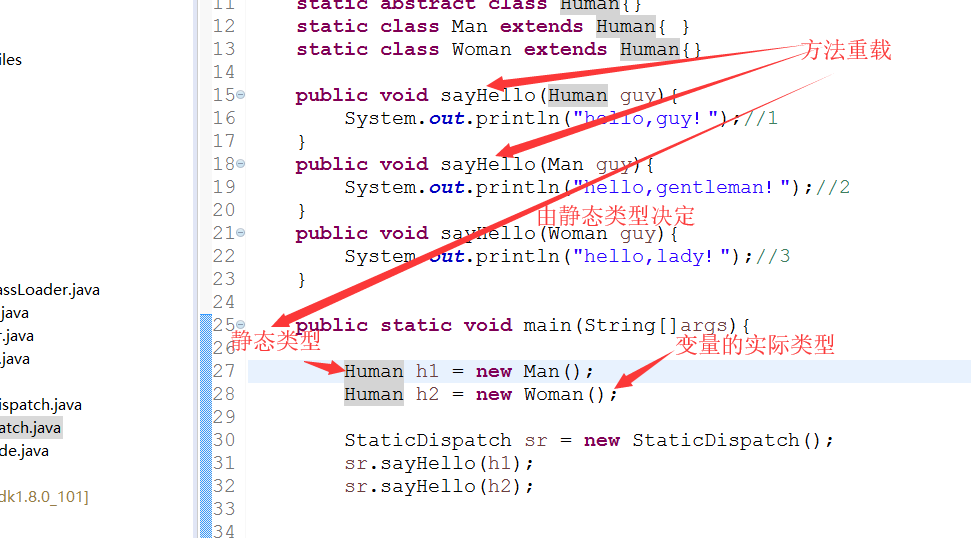 iles
assLoader.java
.java
r.java
.java
ispatch.java
atch.java
de.java
dk1.8.0_101]
11 static abstract class Human{}
12 static class Man extends Human{ }
13 static class Woman extends Human{}
方法重载
14
15 public void sayHello(Human guy){
16 System.out.println("hello,guy!");//1
17 }
18 public void sayHello(Man guy){
19 System.out.println("hello,gentleman!");//2
20 }
由静态类型决定
21 public void sayHello(Woman guy){
22 System.out.println("hello,lady!");//3
23 }
24
25 public static void main(String[]args){
静态类型
变量的实际类型
26
27 Human h1 = new Man();
28 Human h2 = new Woman();
29
30 StaticDispatch sr = new StaticDispatch();
31 sr.sayHello(h1);
32 sr.sayHello(h2);
33
34